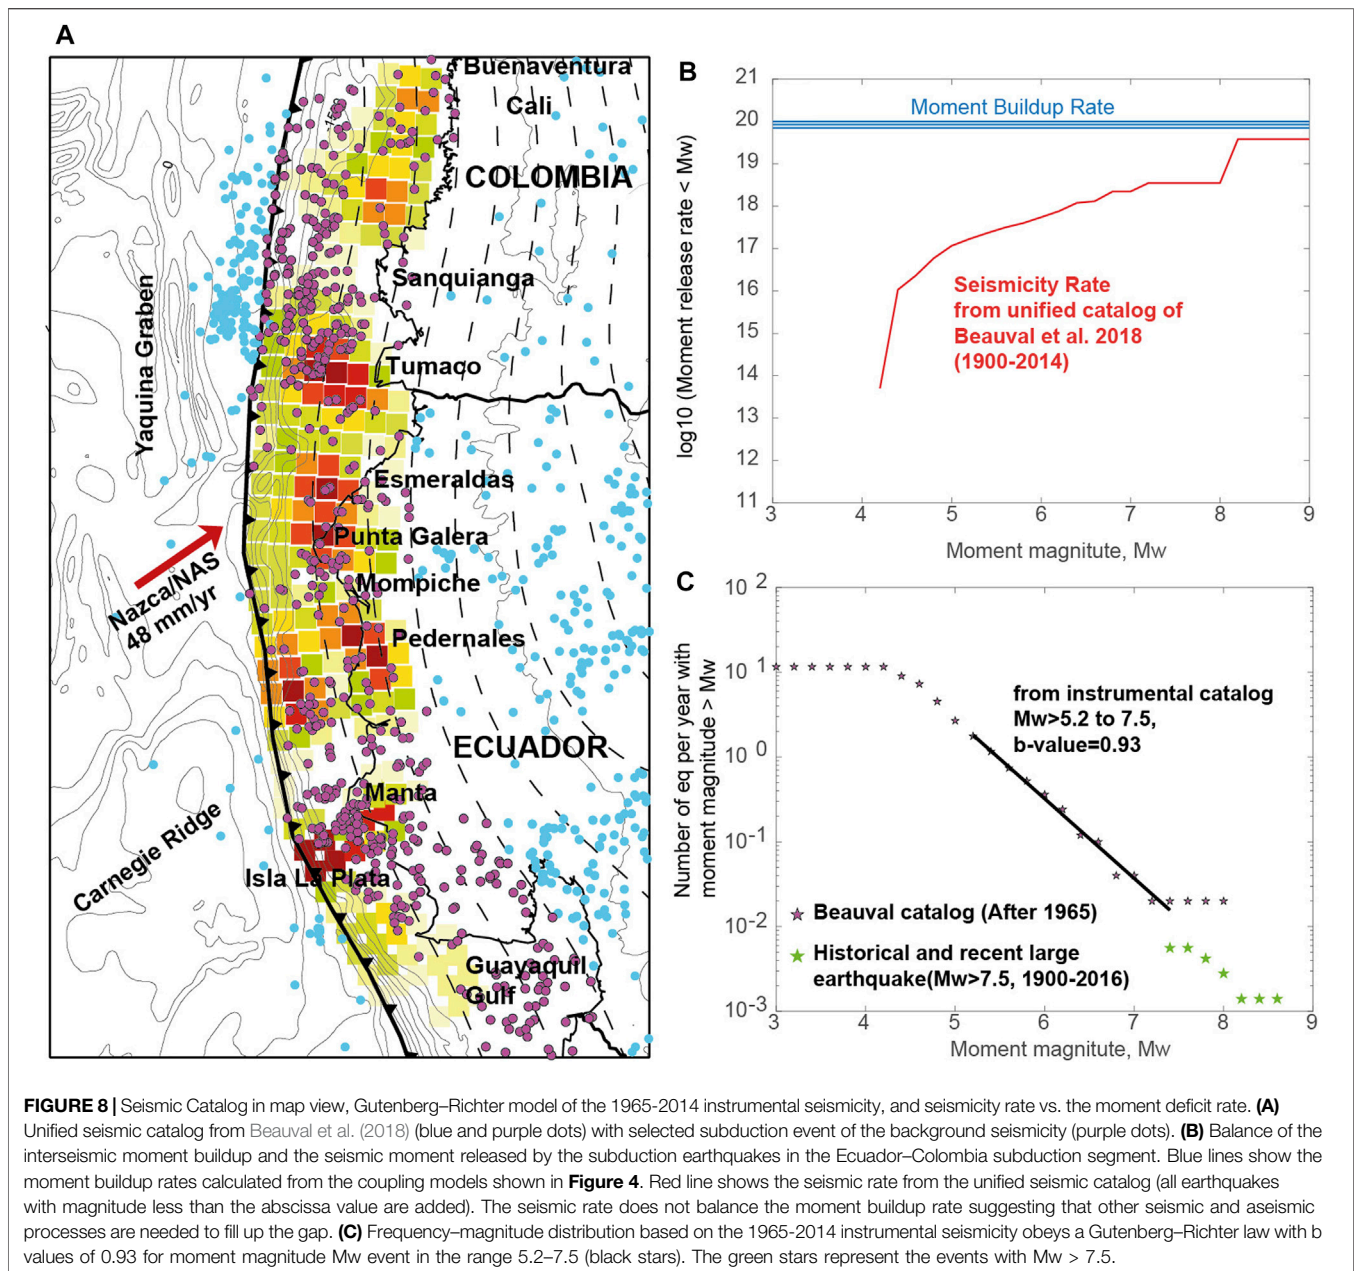 A
Buenaventura
Cali
COLOMBIA
0
Sanquianga
Yaquina Graben
Tumaco
Esmeraldas
Punta Galera
Nazca/NAS
48 mm/yr
Mompiche
Pedernales
ECUADOR
Manta
Carnegie Ridge
Isla La Plata
Guayaquil
Gulf
B
21
20
19
18
17
16
15
14
13
12
11
log10 (Moment release rate < Mw)
Moment Buildup Rate
Seismicity Rate
from unified catalog of
Beauval et al. 2018
(1900-2014)
3 4 5 6 7 8 9
Moment magnitute, Mw
C
10 2
10 1
10 0
10 -1
10 -2
10 -3
Number of eq per year with
moment magnitude > Mw
from instrumental catalog
Mw>5.2 to 7.5,
b-value=0.93
Beauval catalog (After 1965)
Historical and recent large
earthquake(Mw>7.5, 1900-2016)
3 4 5 6 7 8 9
Moment magnitute, Mw
FIGURE 8 | Seismic Catalog in map view, Gutenberg–Richter model of the 1965-2014 instrumental seismicity, and seismicity rate vs. the moment deficit rate. (A)
Unified seismic catalog from Beauval et al. (2018) (blue and purple dots) with selected subduction event of the background seismicity (purple dots). (B) Balance of the
interseismic moment buildup and the seismic moment released by the subduction earthquakes in the Ecuador–Colombia subduction segment. Blue lines show the
moment buildup rates calculated from the coupling models shown in Figure 4. Red line shows the seismic rate from the unified seismic catalog (all earthquakes
with magnitude less than the abscissa value are added). The seismic rate does not balance the moment buildup rate suggesting that other seismic and aseismic
processes are needed to fill up the gap. (C) Frequency–magnitude distribution based on the 1965-2014 instrumental seismicity obeys a Gutenberg–Richter law with b
values of 0.93 for moment magnitude Mw event in the range 5.2–7.5 (black stars). The green stars represent the events with Mw > 7.5.